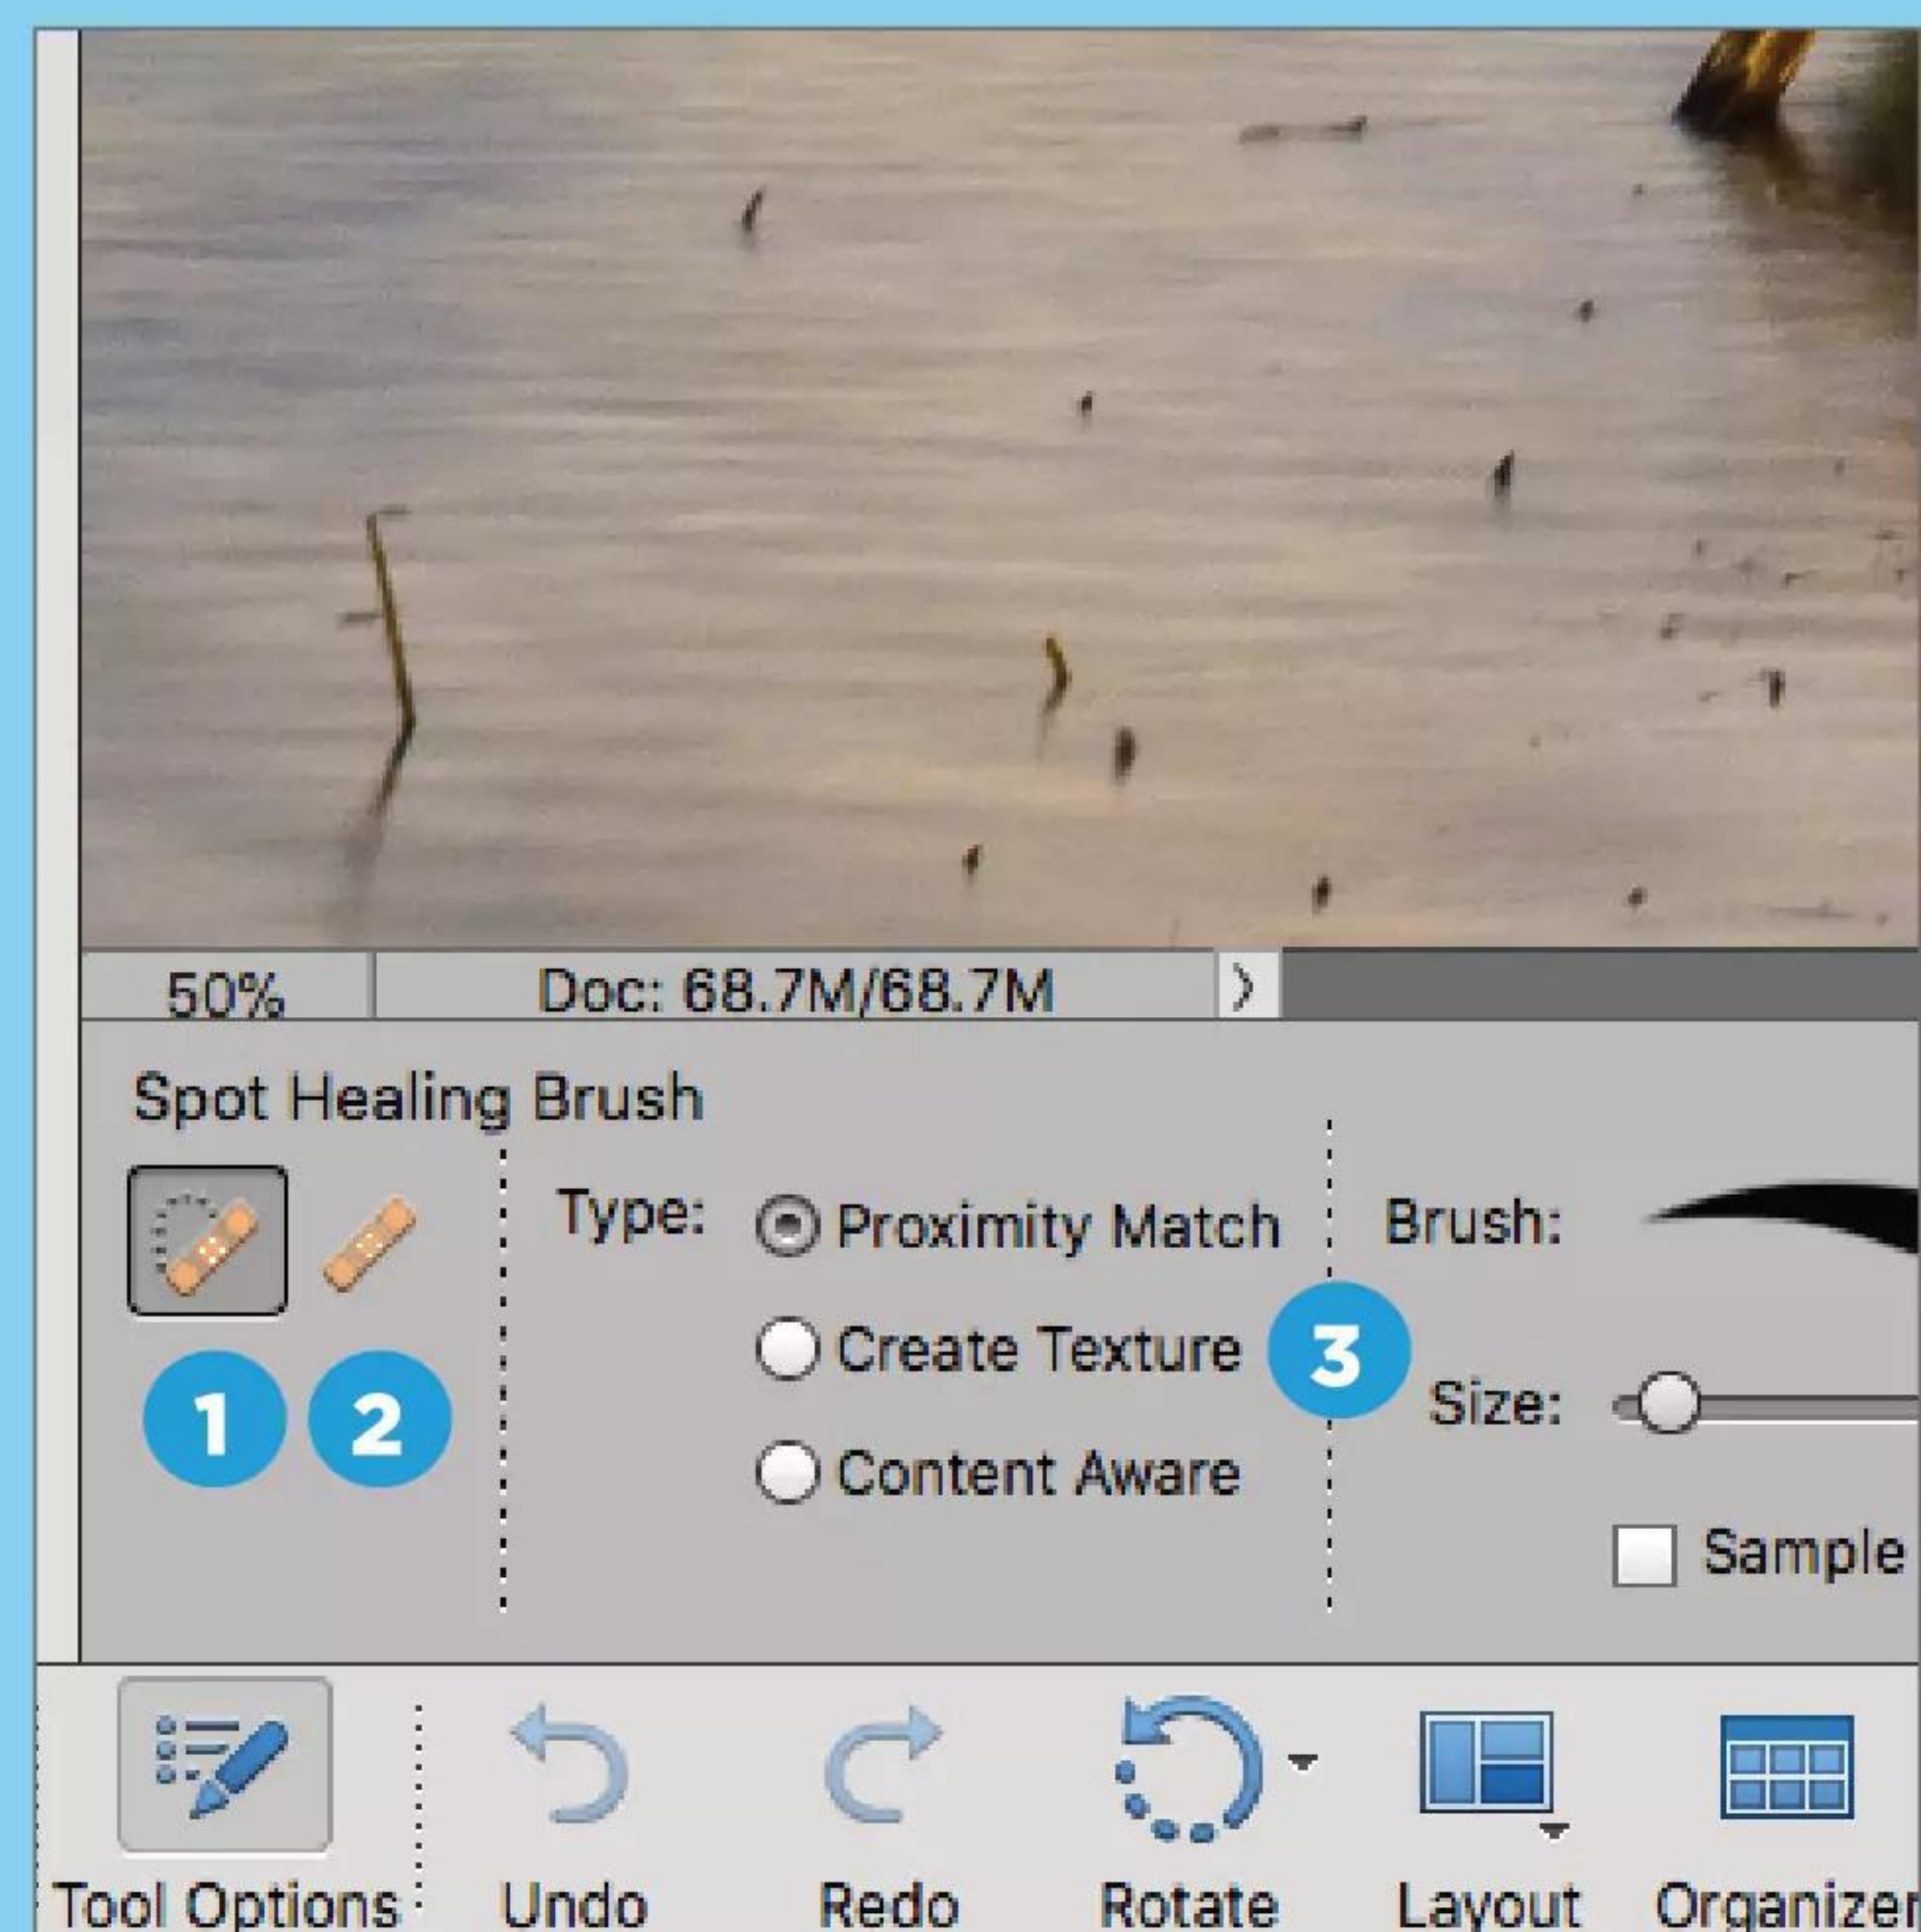 50%
Doc: 68.7M/68.7M
Spot Healing Brush
Type:
Proximity Match
Create Texture
Content Aware
1
2
3
Brush:
Size:
Sample
Tool Options
Undo
Redo
Rotate
Layout
Organizer